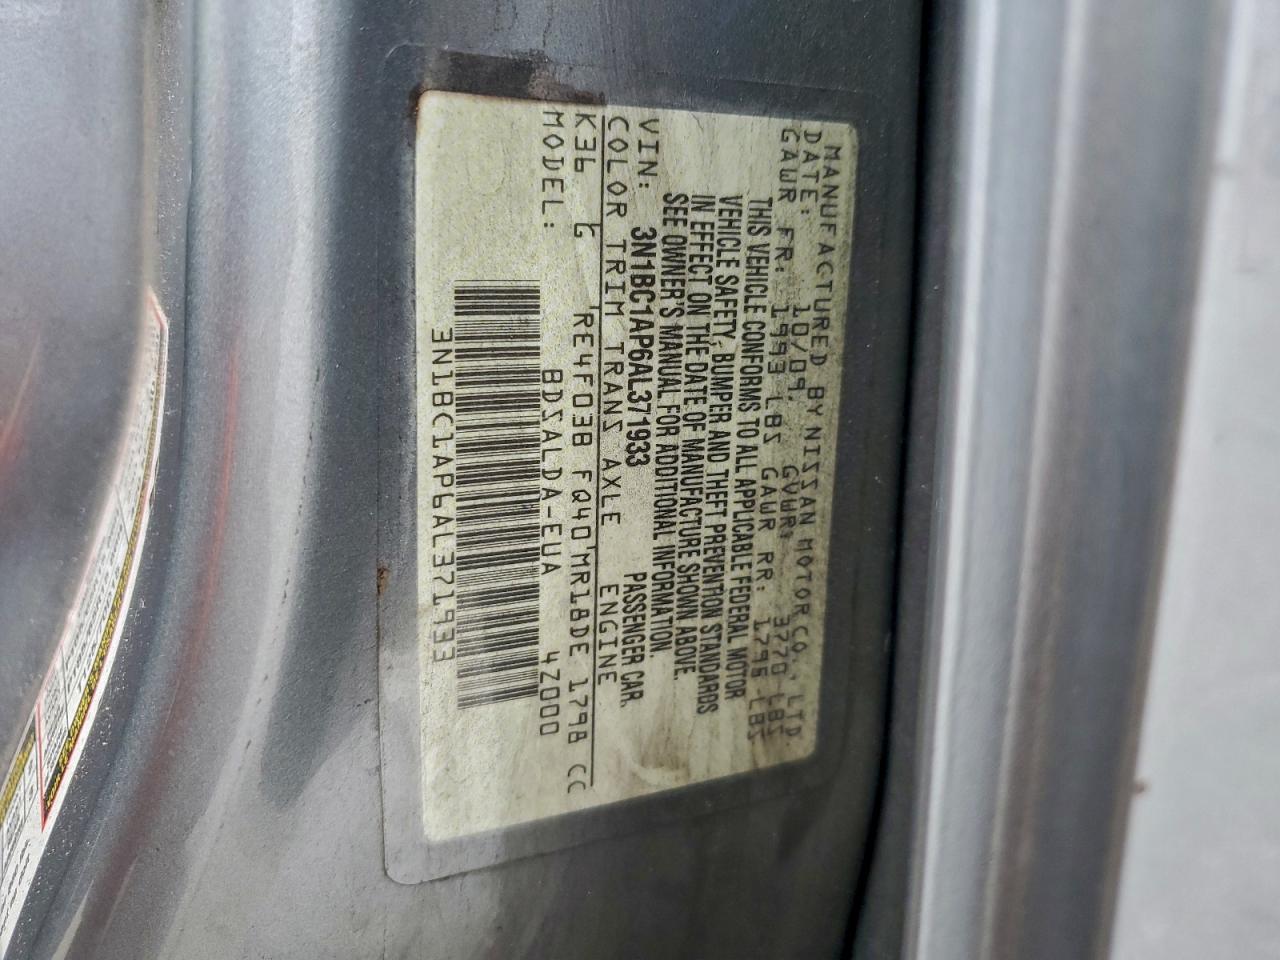 MANUFACTURED BY NISSAN MOTOR CO., LTD.
DATE: 10/09, GVWR: 3770 LBS
GAWR FR: 1993 LBS GAWR RR: 1796 LBS
THIS VEHICLE CONFORMS TO ALL APPLICABLE FEDERAL MOTOR
VEHICLE SAFETY, BUMPER AND THEFT PREVENTION STANDARDS
IN EFFECT ON THE DATE OF MANUFACTURE SHOWN ABOVE.
SEE OWNER'S MANUAL FOR ADDITIONAL INFORMATION.
VIN: 3N1BC1AP6AL371933 PASSENGER CAR.
COLOR TRIM TRANS AXLE ENGINE
K36 G RE4F03B FQ40 MR18DE 1798 CC
MODEL: BDSALDA-EUA 4Z000
3N1BC1AP6AL371933